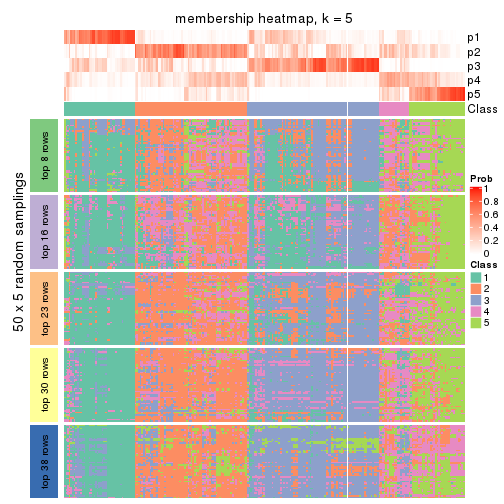 membership heatmap, k = 5
p1
p2
p3
p4
p5
Class
50 x 5 random samplings
top 8 rows
top 16 rows
top 23 rows
top 30 rows
top 38 rows
Prob
1
0.8
0.6
0.4
0.2
0
Class
1
2
3
4
5